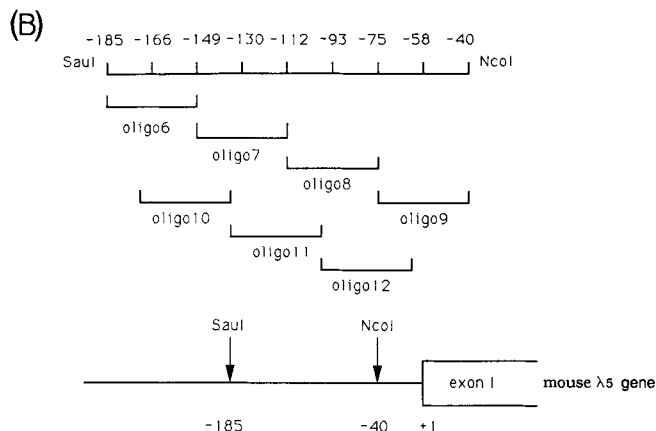 (B)
-185 -166 -149 -130 -112 -93 -75 -58 -40
SauI NcoI
oligo6
oligo7
oligo8
oligo10 oligo9
oligo11
oligo12
SauI NcoI
exon I mouse λ5 gene
-185 -40 +1